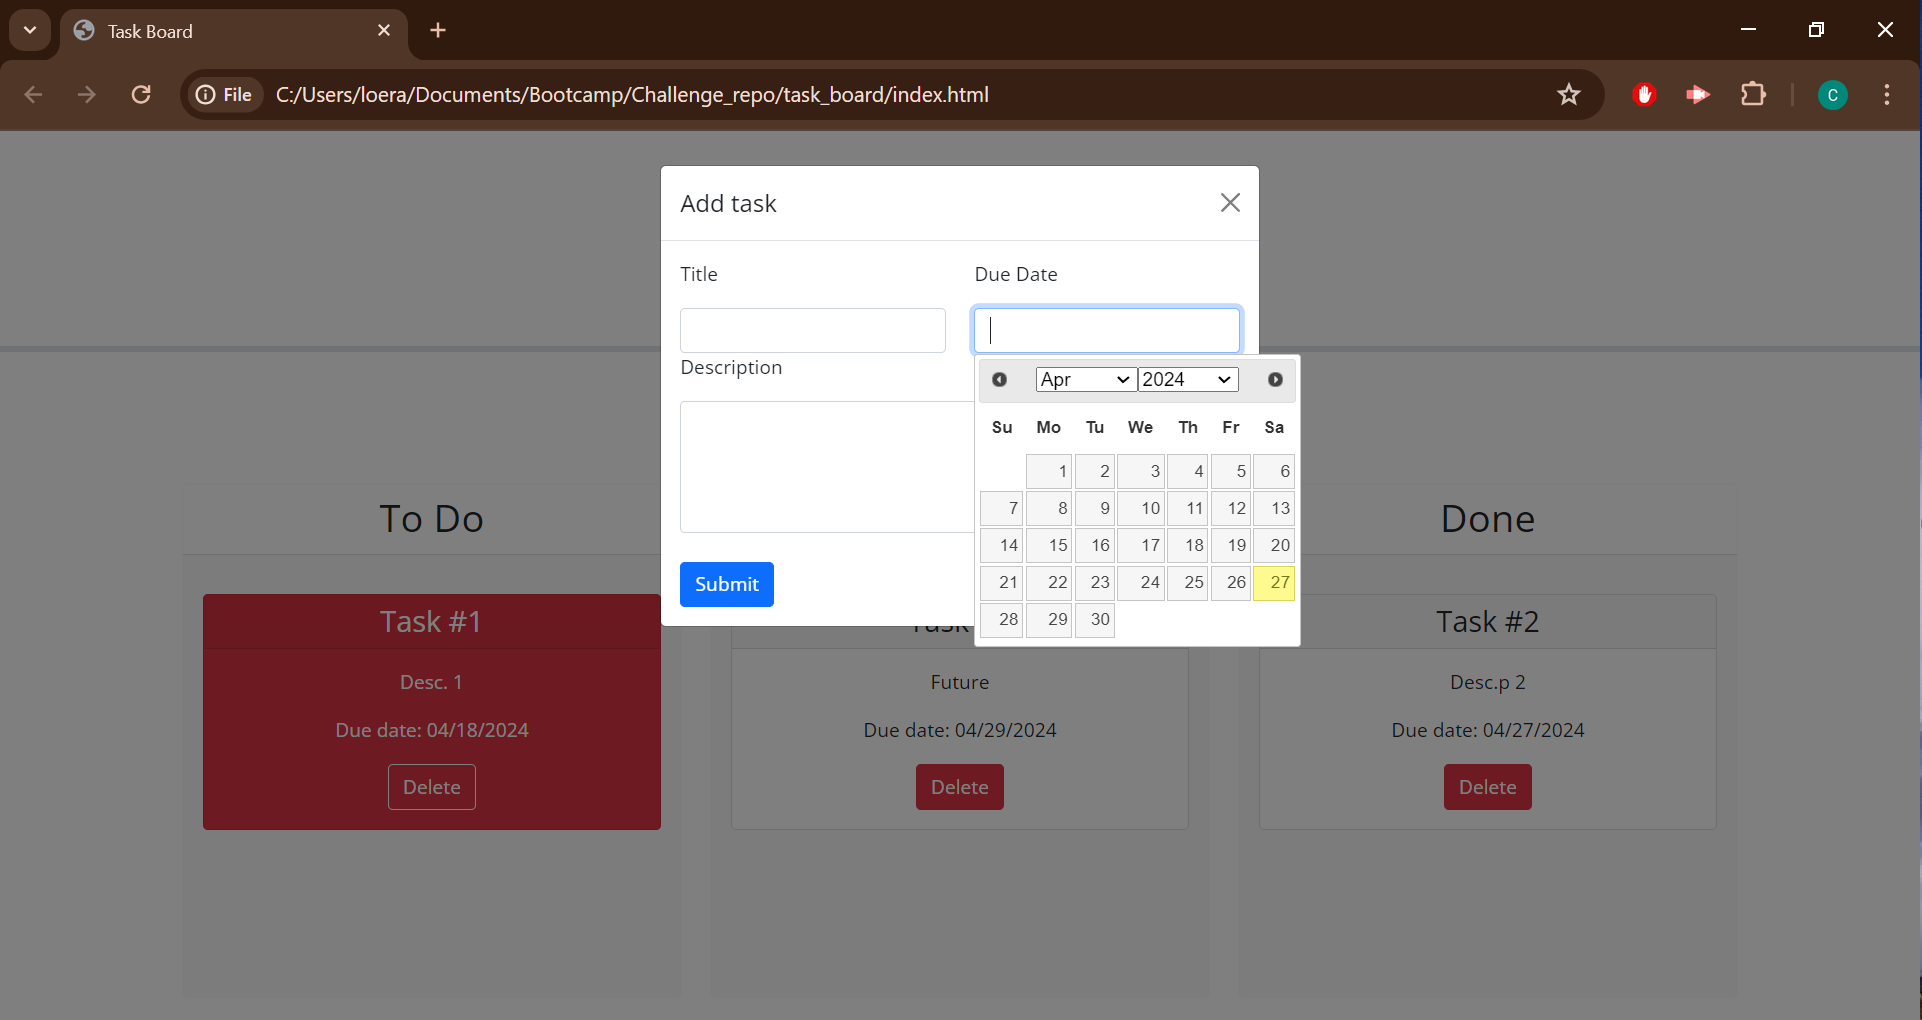 Task Board
File C:/Users/loera/Documents/Bootcamp/Challenge_repo/task_board/index.html
C
Add task
Title Due Date
Description
Apr 2024
Su Mo Tu We Th Fr Sa
1 2 3 4 5 6
7 8 9 10 11 12 13
14 15 16 17 18 19 20
21 22 23 24 25 26 27
28 29 30
Submit
To Do
Task #1
Desc. 1
Due date: 04/18/2024
Delete
Future
Due date: 04/29/2024
Delete
Done
Task #2
Desc.p 2
Due date: 04/27/2024
Delete